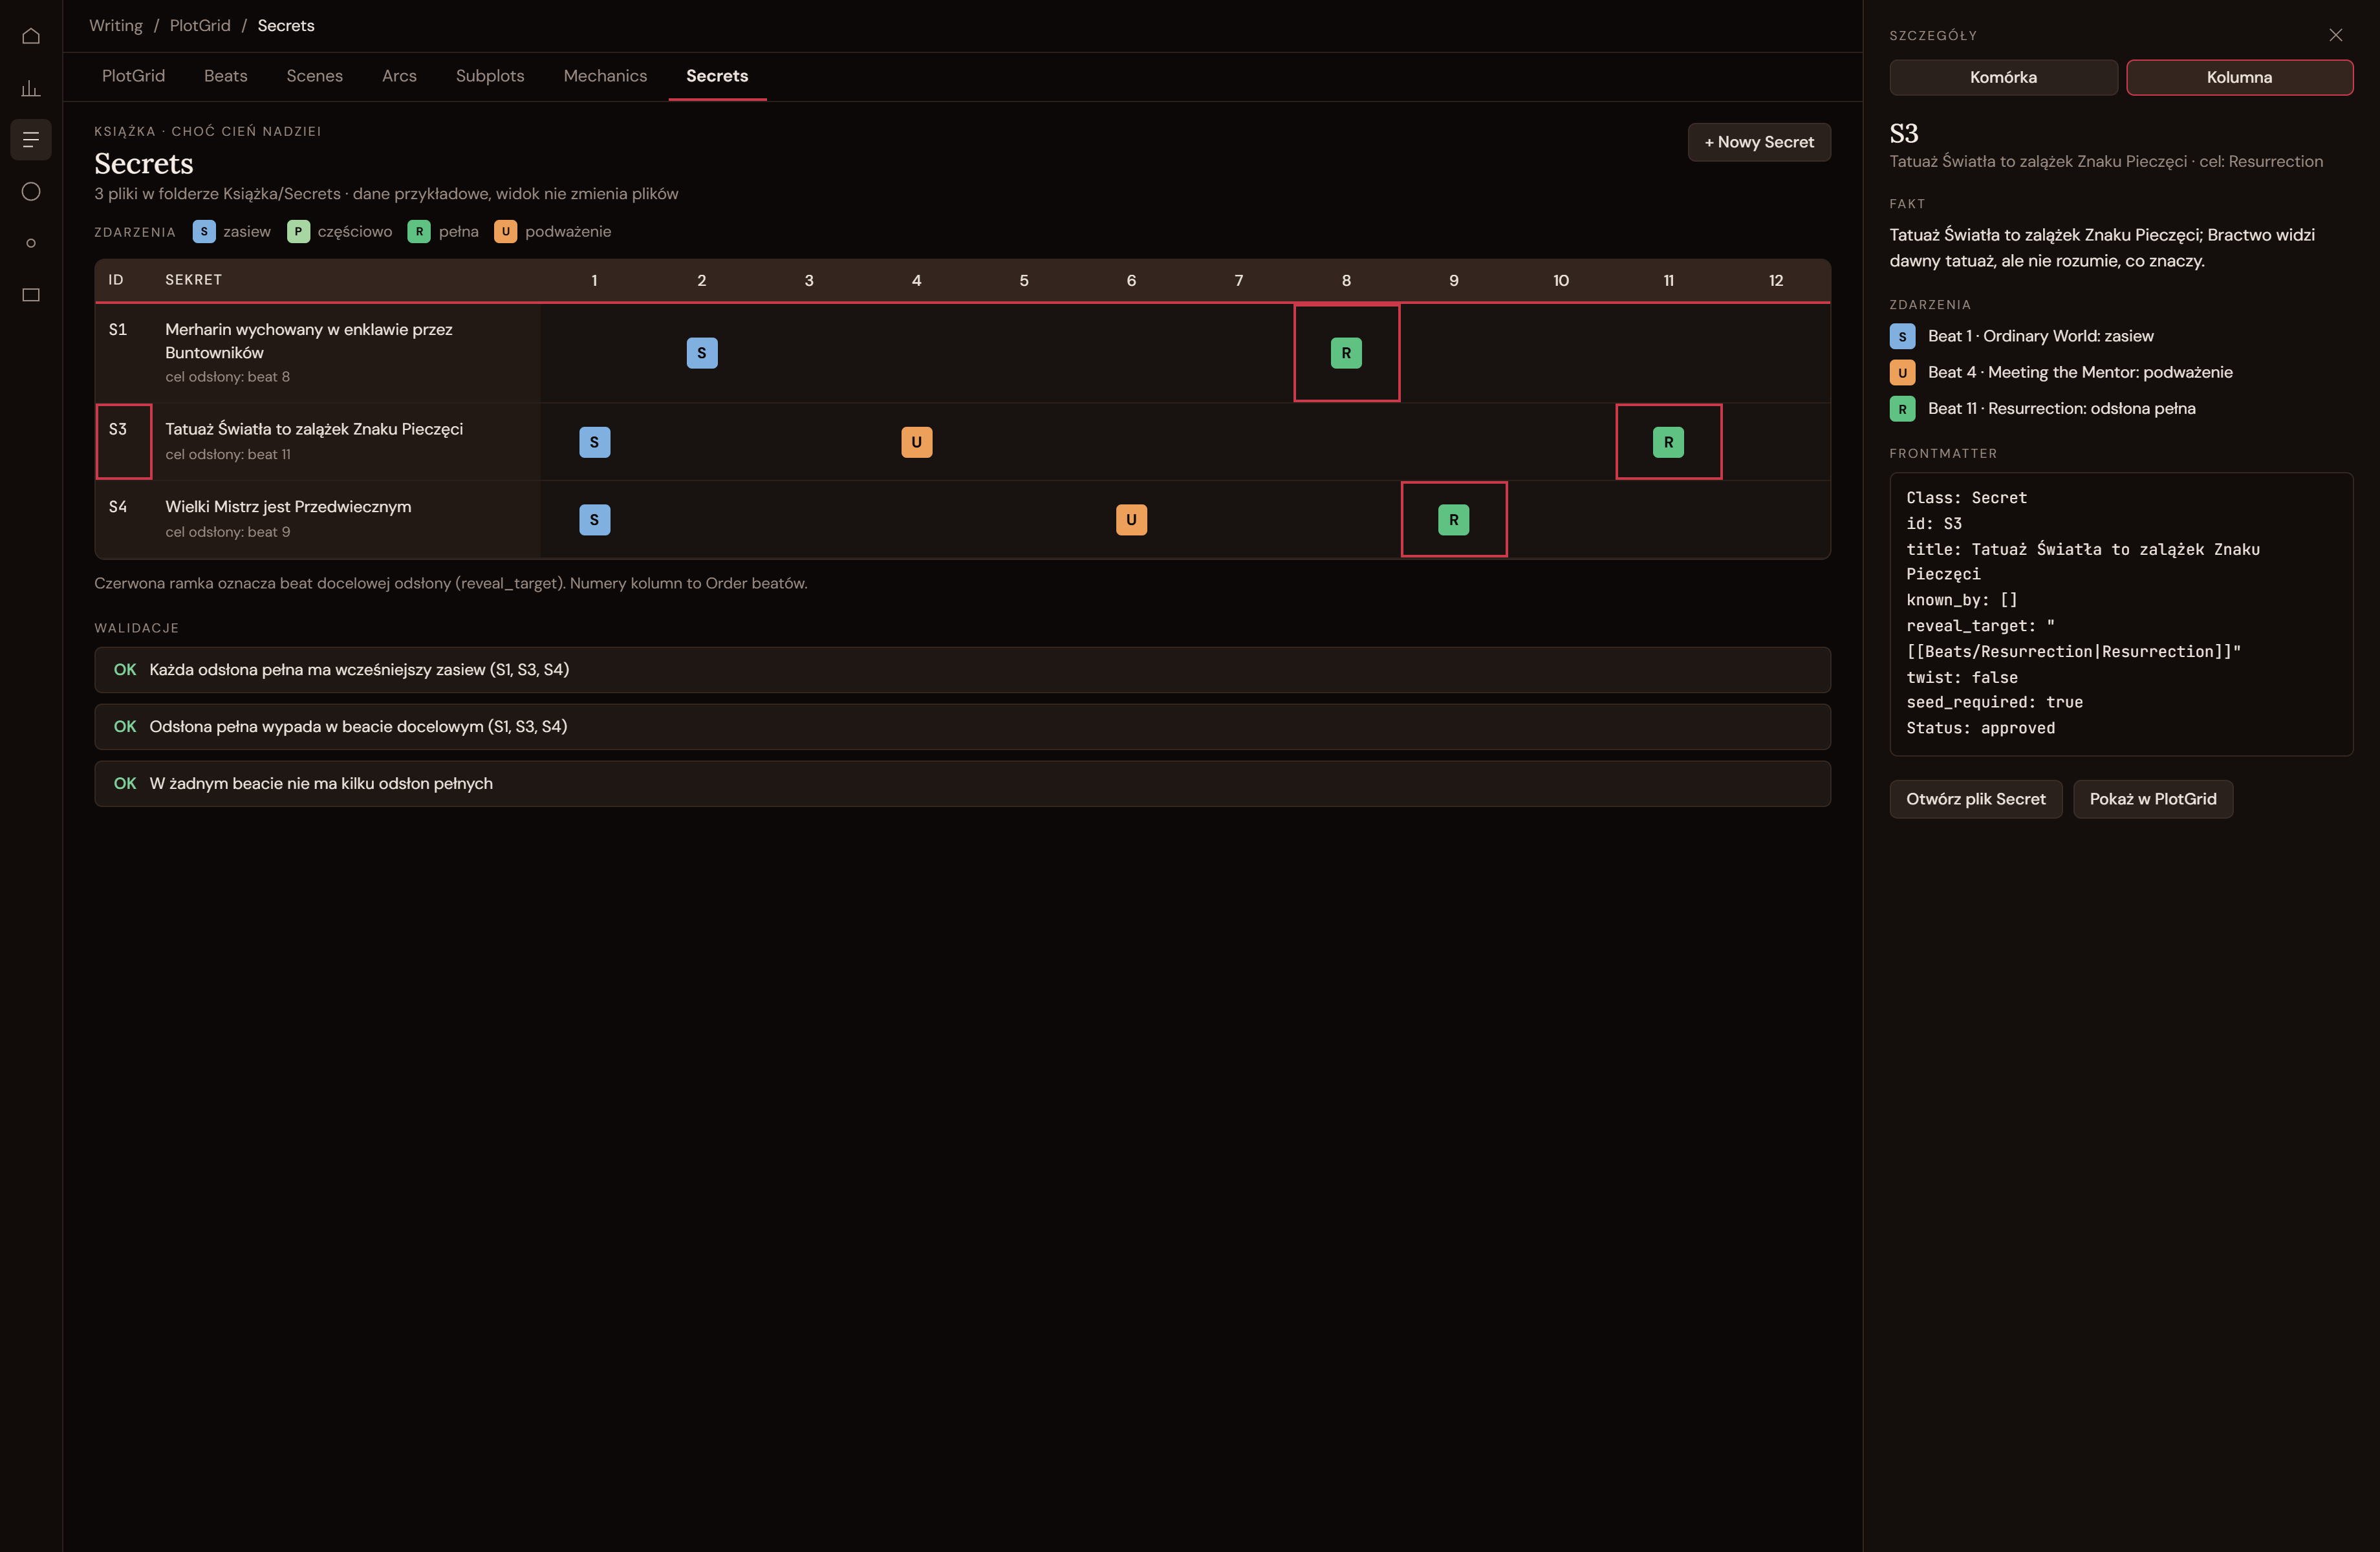 Writing / PlotGrid / Secrets
PlotGrid Beats Scenes Arcs Subplots Mechanics Secrets
KSIĄŻKA · CHOĆ CIEŃ NADZIEI
Secrets
3 pliki w folderze Książka/Secrets · dane przykładowe, widok nie zmienia plików
+ Nowy Secret
ZDARZENIA S zasiew P częściowo R pełna U podważenie
ID SEKRET 1 2 3 4 5 6 7 8 9 10 11 12
S1 Merharin wychowany w enklawie przez
Buntowników
cel odsłony: beat 8
S R
S3 Tatuaż Światła to zalążek Znaku Pieczęci
cel odsłony: beat 11
S U R
S4 Wielki Mistrz jest Przedwiecznym
cel odsłony: beat 9
S U R
Czerwona ramka oznacza beat docelowej odsłony (reveal_target). Numery kolumn to Order beatów.
WALIDACJE
OK Każda odsłona pełna ma wcześniejszy zasiew (S1, S3, S4)
OK Odsłona pełna wypada w beacie docelowym (S1, S3, S4)
OK W żadnym beacie nie ma kilku odsłon pełnych
SZCZEGÓŁY
Komórka Kolumna
S3
Tatuaż Światła to zalążek Znaku Pieczęci · cel: Resurrection
FAKT
Tatuaż Światła to zalążek Znaku Pieczęci; Bractwo widzi
dawny tatuaż, ale nie rozumie, co znaczy.
ZDARZENIA
S Beat 1 · Ordinary World: zasiew
U Beat 4 · Meeting the Mentor: podważenie
R Beat 11 · Resurrection: odsłona pełna
FRONTMATTER
Class: Secret
id: S3
title: Tatuaż Światła to zalążek Znaku
Pieczęci
known_by: []
reveal_target: "
[[Beats/Resurrection|Resurrection]]"
twist: false
seed_required: true
Status: approved
Otwórz plik Secret Pokaż w PlotGrid